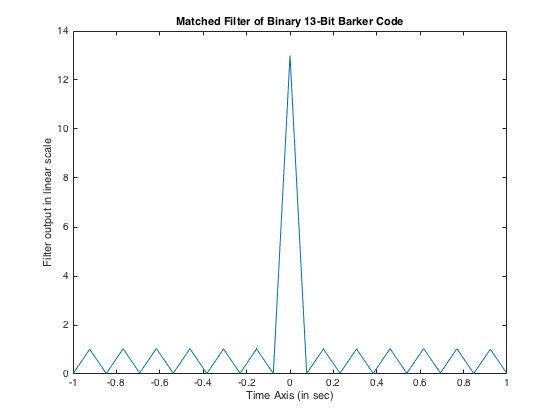 Matched Filter of Binary 13-Bit Barker Code
14
12
10
8
6
4
2
0
Filter output in linear scale
-1 -0.8 -0.6 -0.4 -0.2 0 0.2 0.4 0.6 0.8 1
Time Axis (in sec)